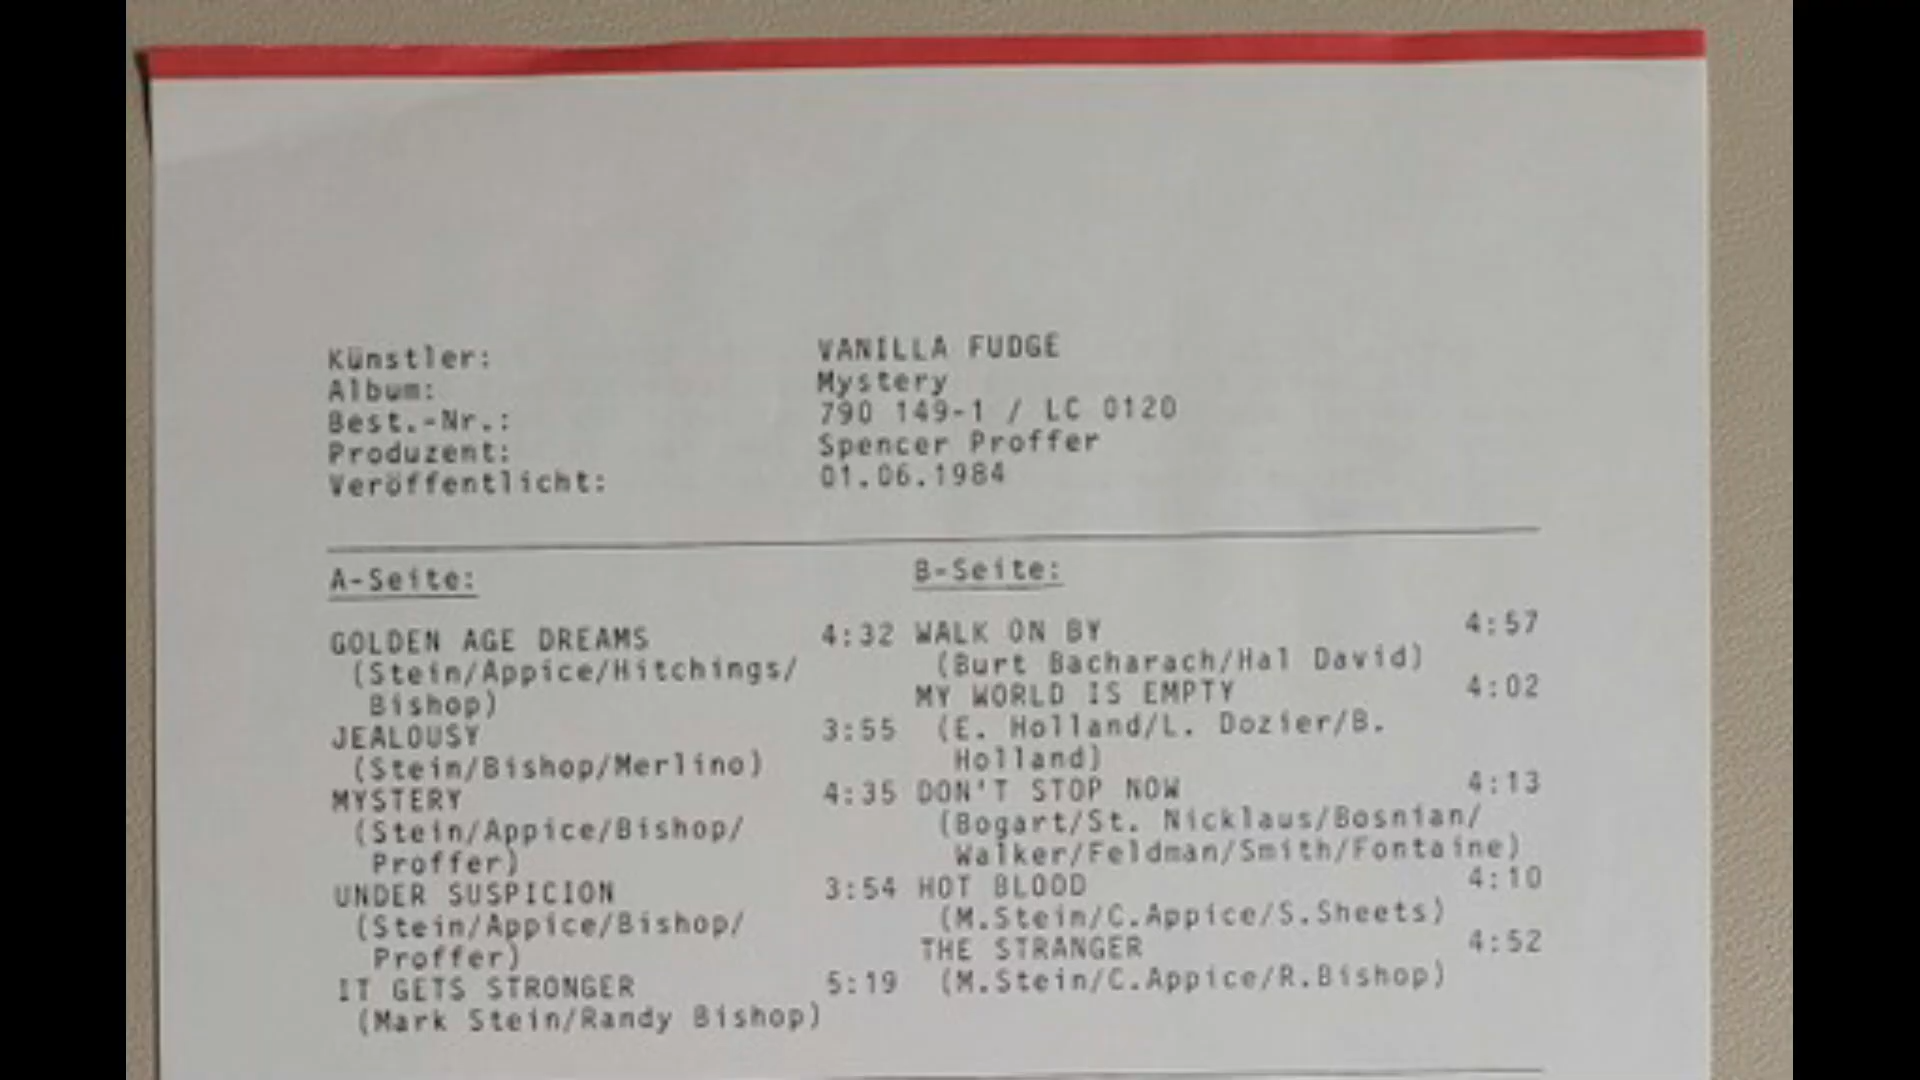 Künstler: VANILLA FUDGE
Album: Mystery
Best.-Nr.: 790 149-1 / LC 0120
Produzent: Spencer Proffer
Veröffentlicht: 01.06.1984
A-Seite:
GOLDEN AGE DREAMS 4:32
(Stein/Appice/Hitchings/
Bishop)
JEALOUSY 3:55
(Stein/Bishop/Merlino)
MYSTERY 4:35
(Stein/Appice/Bishop/
Proffer)
UNDER SUSPICION 3:54
(Stein/Appice/Bishop/
Proffer)
IT GETS STRONGER 5:19
(Mark Stein/Randy Bishop)
B-Seite:
WALK ON BY 4:57
(Burt Bacharach/Hal David)
MY WORLD IS EMPTY 4:02
(E. Holland/L. Dozier/B.
Holland)
DON'T STOP NOW 4:13
(Bogart/St. Nicklaus/Bosnian/
Walker/Feldman/Smith/Fontaine)
HOT BLOOD 4:10
(M.Stein/C.Appice/S.Sheets)
THE STRANGER 4:52
(M.Stein/C.Appice/R.Bishop)